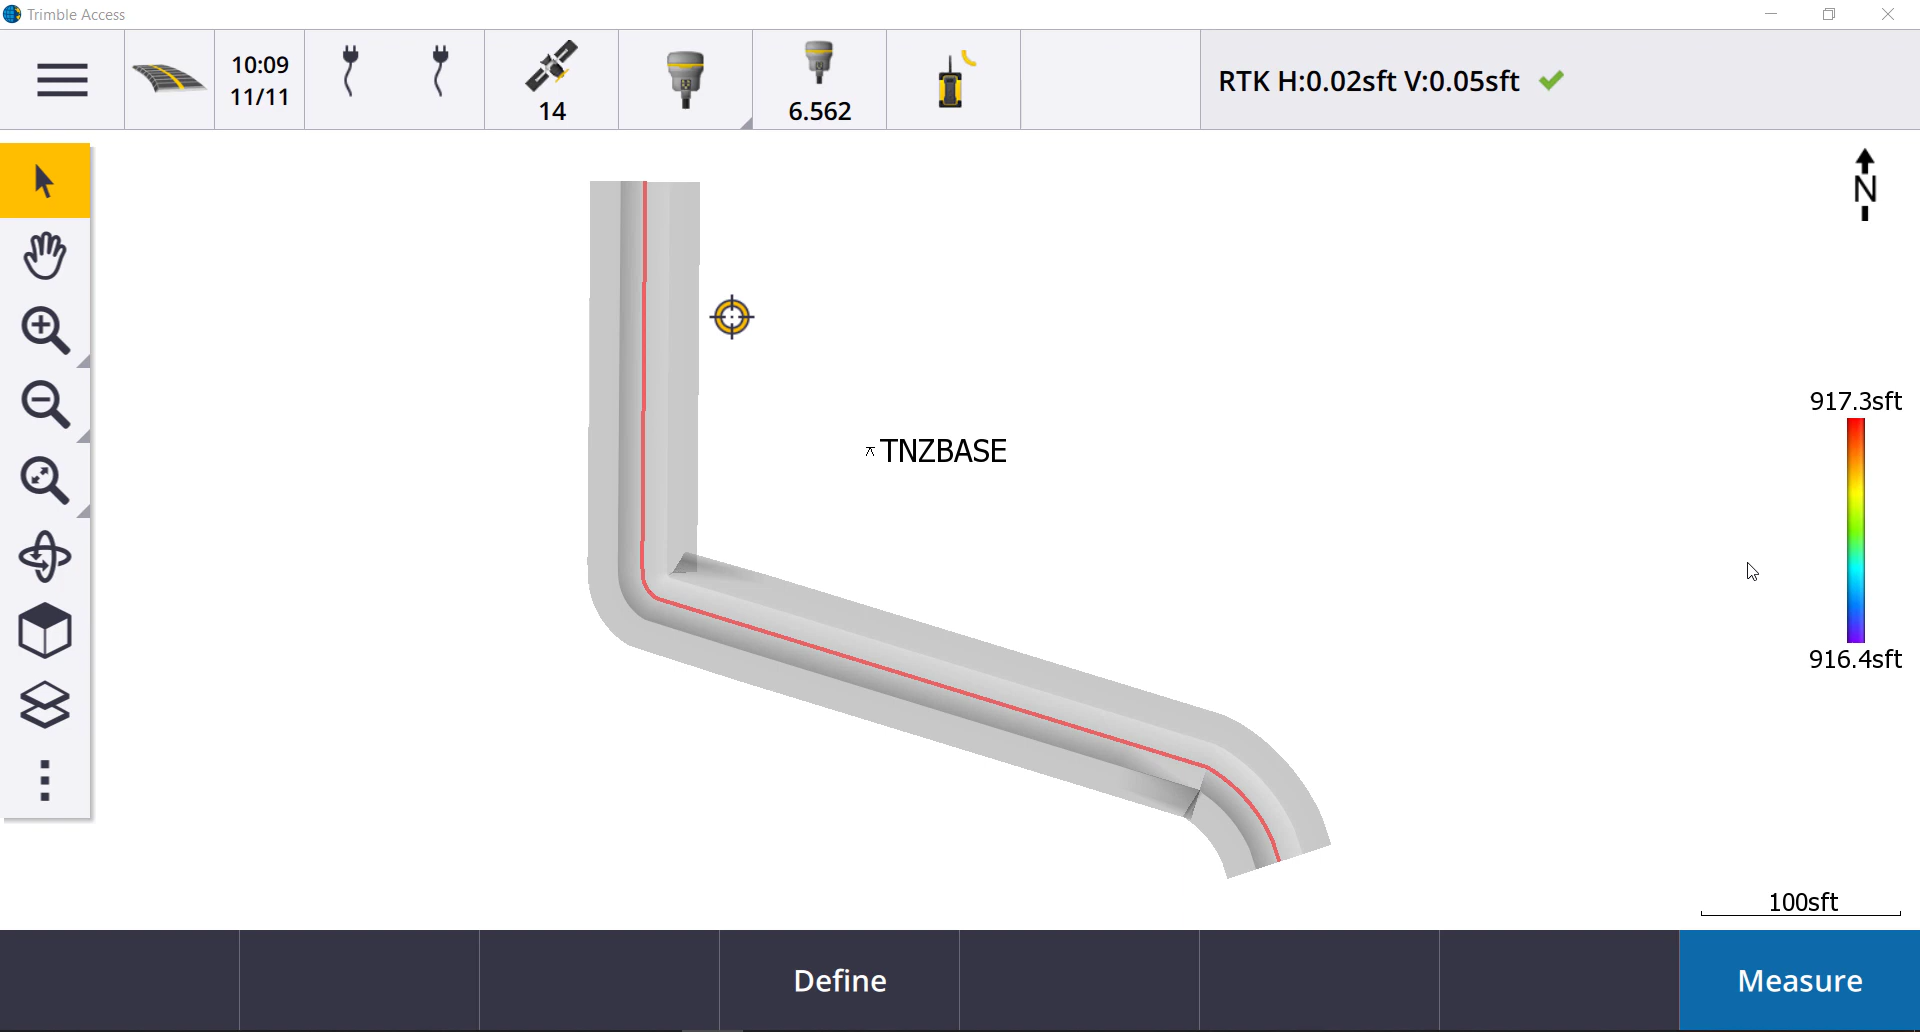 Trimble Access
10:09
11/11
14
6.562
RTK H:0.02sft V:0.05sft
N
917.3sft
TNZBASE
916.4sft
100sft
Define
Measure